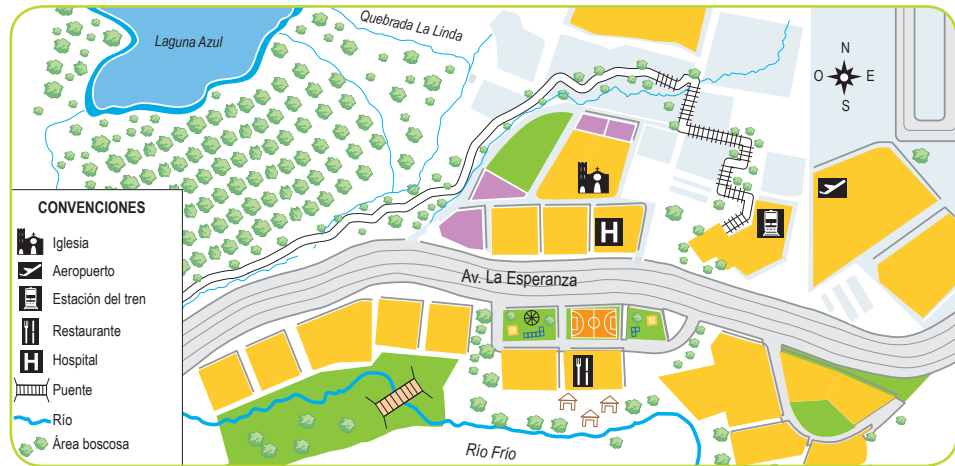 Laguna Azul
Quebrada La Linda
N
O E
S
CONVENCIONES
Iglesia
Aeropuerto
Estación del tren
Restaurante
H Hospital
Puente
Río
Área boscosa
H
Av. La Esperanza
Río Frío